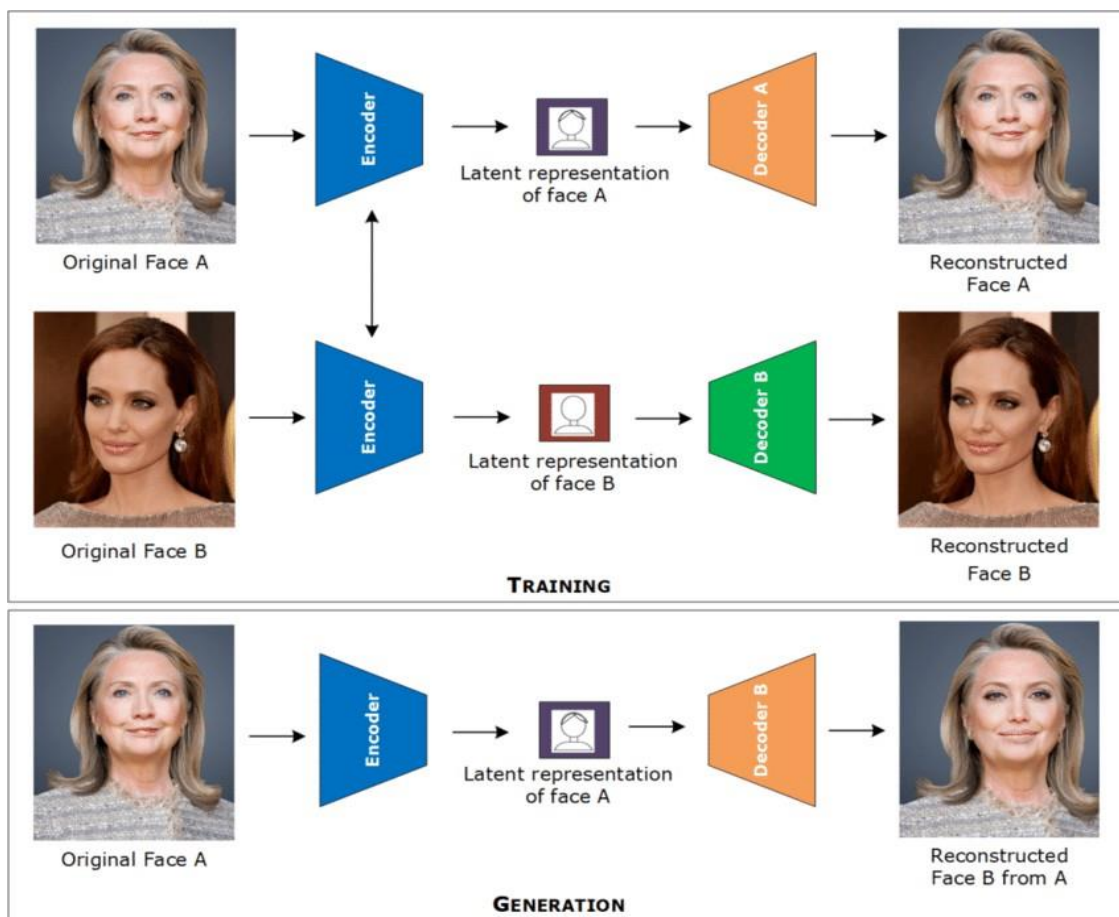 Encoder
Decoder A
Latent representation
of face A
Original Face A
Reconstructed
Face A
Encoder
Decoder B
Latent representation
of face B
Original Face B
Reconstructed
Face B
TRAINING
Encoder
Decoder B
Latent representation
of face A
Original Face A
Reconstructed
Face B from A
GENERATION